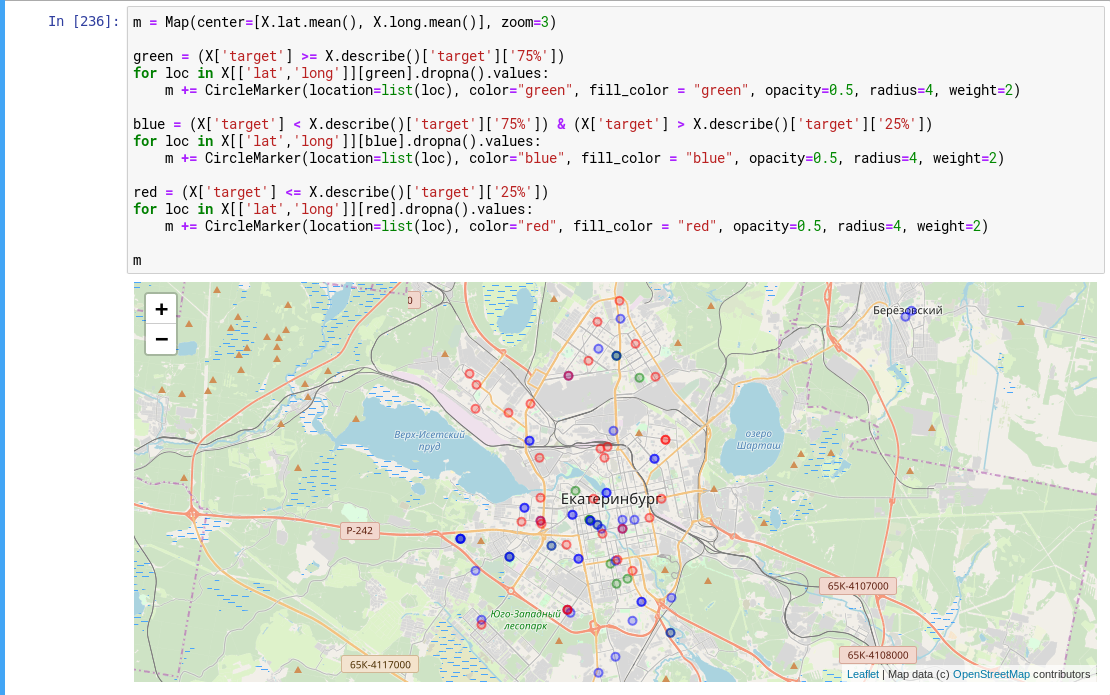 In [236]:
m = Map(center=[X.lat.mean(), X.long.mean()], zoom=3)
green = (X['target'] >= X.describe()['target']['75%'])
for loc in X[['lat','long']][green].dropna().values:
    m += CircleMarker(location=list(loc), color="green", fill_color = "green", opacity=0.5, radius=4, weight=2)
blue = (X['target'] < X.describe()['target']['75%']) & (X['target'] > X.describe()['target']['25%'])
for loc in X[['lat','long']][blue].dropna().values:
    m += CircleMarker(location=list(loc), color="blue", fill_color = "blue", opacity=0.5, radius=4, weight=2)
red = (X['target'] <= X.describe()['target']['25%'])
for loc in X[['lat','long']][red].dropna().values:
    m += CircleMarker(location=list(loc), color="red", fill_color = "red", opacity=0.5, radius=4, weight=2)
m
+
−
0
Берёзовский
Верх-Исетский
пруд
озеро
Шарташ
Екатеринбург
Р-242
65К-4107000
Юго-Западный
лесопарк
65К-4117000
65К-4108000
Leaflet | Map data (c) OpenStreetMap contributors